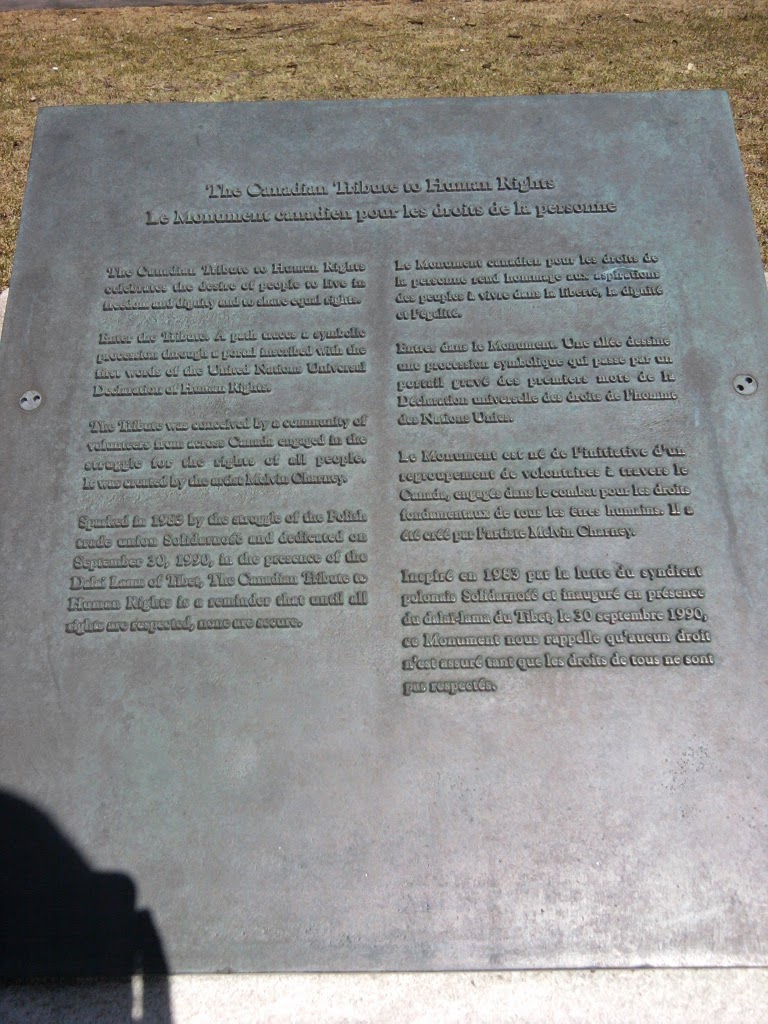 The Canadian Tribute to Human Rights
Le Monument canadien pour les droits de la personne
The Canadian Tribute to Human Rights
celebrates the desire of people to live in
freedom and dignity and to share equal rights.
Enter the Tribute. A path traces a symbolic
procession through a portal inscribed with the
first words of the United Nations Universal
Declaration of Human Rights.
The Tribute was conceived by a community of
volunteers from across Canada engaged in the
struggle for the rights of all people.
It was created by the artist Melvin Charney.
Sparked in 1983 by the struggle of the Polish
trade union Solidarność and dedicated on
September 30, 1990, in the presence of the
Dalai Lama of Tibet, The Canadian Tribute to
Human Rights is a reminder that until all
rights are respected, none are secure.
Le Monument canadien pour les droits de
la personne rend hommage aux aspirations
des peuples à vivre dans la liberté, la dignité
et l'égalité.
Entrez dans le Monument. Une allée dessine
une procession symbolique qui passe par un
portail gravé des premiers mots de la
Déclaration universelle des droits de l'homme
des Nations Unies.
Le Monument est né de l'initiative d'un
regroupement de volontaires à travers le
Canada, engagés dans le combat pour les droits
fondamentaux de tous les êtres humains. Il a
été créé par l'artiste Melvin Charney.
Inspiré en 1983 par la lutte du syndicat
polonais Solidarność et inauguré en présence
du dalaï-lama du Tibet, le 30 septembre 1990,
ce Monument nous rappelle qu'aucun droit
n'est assuré tant que les droits de tous ne sont
pas respectés.